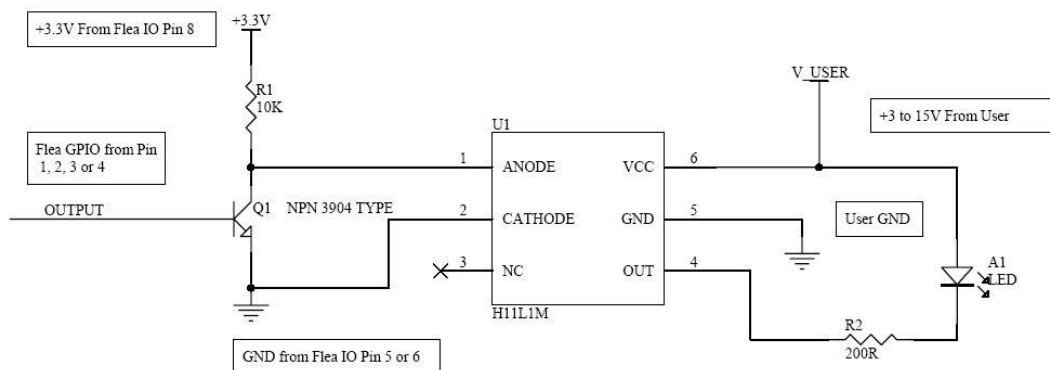 +3.3V From Flea IO Pin 8
+3.3V
R1
10K
V_USER
+3 to 15V From User
U1
Flea GPIO from Pin
1, 2, 3 or 4
1
ANODE
VCC
6
OUTPUT
Q1
NPN 3904 TYPE
2
CATHODE
GND
5
User GND
3
NC
OUT
4
A1
LED
H11L1M
R2
200R
GND from Flea IO Pin 5 or 6